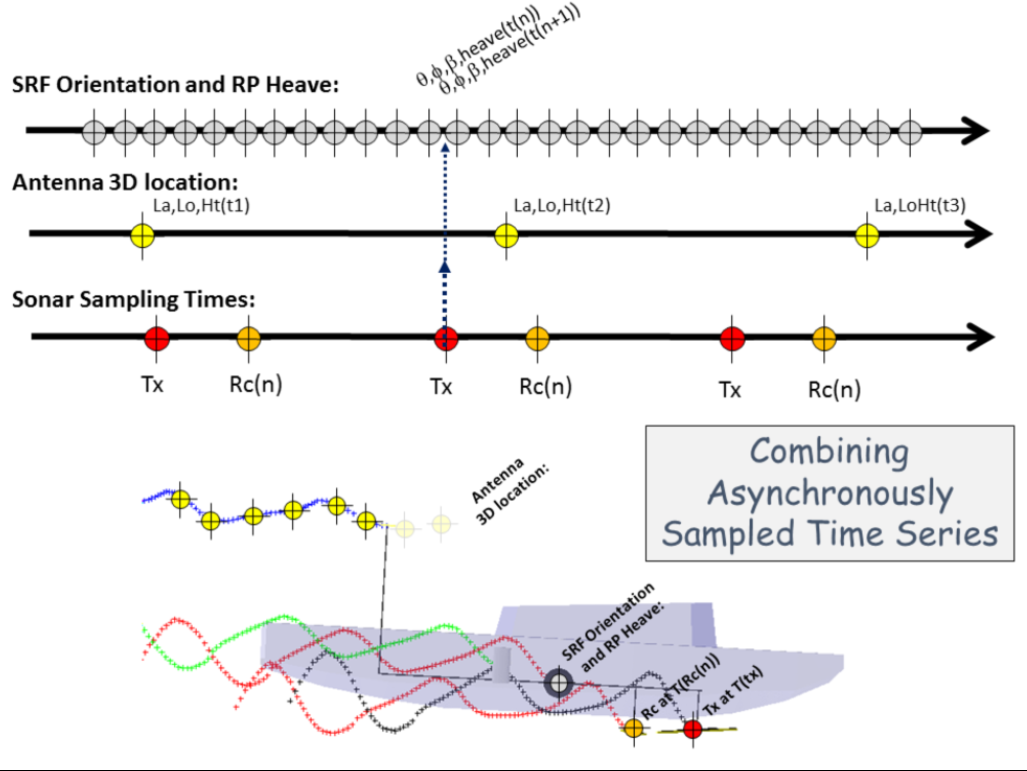 θ,ϕ,β,heave(t(n))
θ,ϕ,β,heave(t(n+1))
SRF Orientation and RP Heave:
Antenna 3D location:
La,Lo,Ht(t1)
La,Lo,Ht(t2)
La,LoHt(t3)
Sonar Sampling Times:
Tx
Rc(n)
Tx
Rc(n)
Tx
Rc(n)
Combining
Asynchronously
Sampled Time Series
Antenna
3D location:
SRF Orientation
and RP Heave:
Rc at T(Rc(n))
Tx at T(tx)